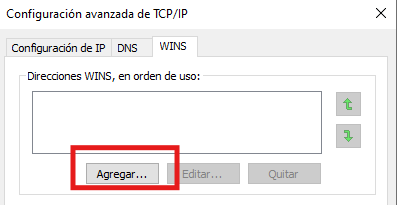 Configuración avanzada de TCP/IP
Configuración de IP DNS WINS
Direcciones WINS, en orden de uso:
Agregar... Editar... Quitar